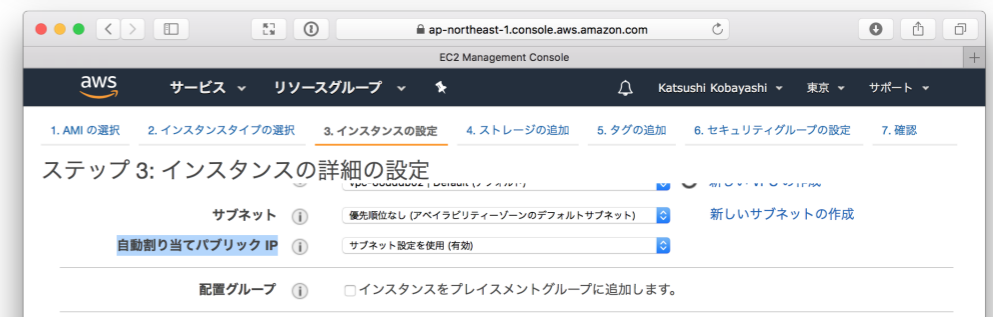 ap-northeast-1.console.aws.amazon.com
EC2 Management Console
aws サービス リソースグループ Katsushi Kobayashi 東京 サポート
1. AMI の選択 2. インスタンスタイプの選択 3. インスタンスの設定 4. ストレージの追加 5. タグの追加 6. セキュリティグループの設定 7. 確認
ステップ 3: インスタンスの詳細の設定
サブネット 優先順位なし (アベイラビリティーゾーンのデフォルトサブネット) 新しいサブネットの作成
自動割り当てパブリック IP サブネット設定を使用 (有効)
配置グループ インスタンスをプレイスメントグループに追加します。